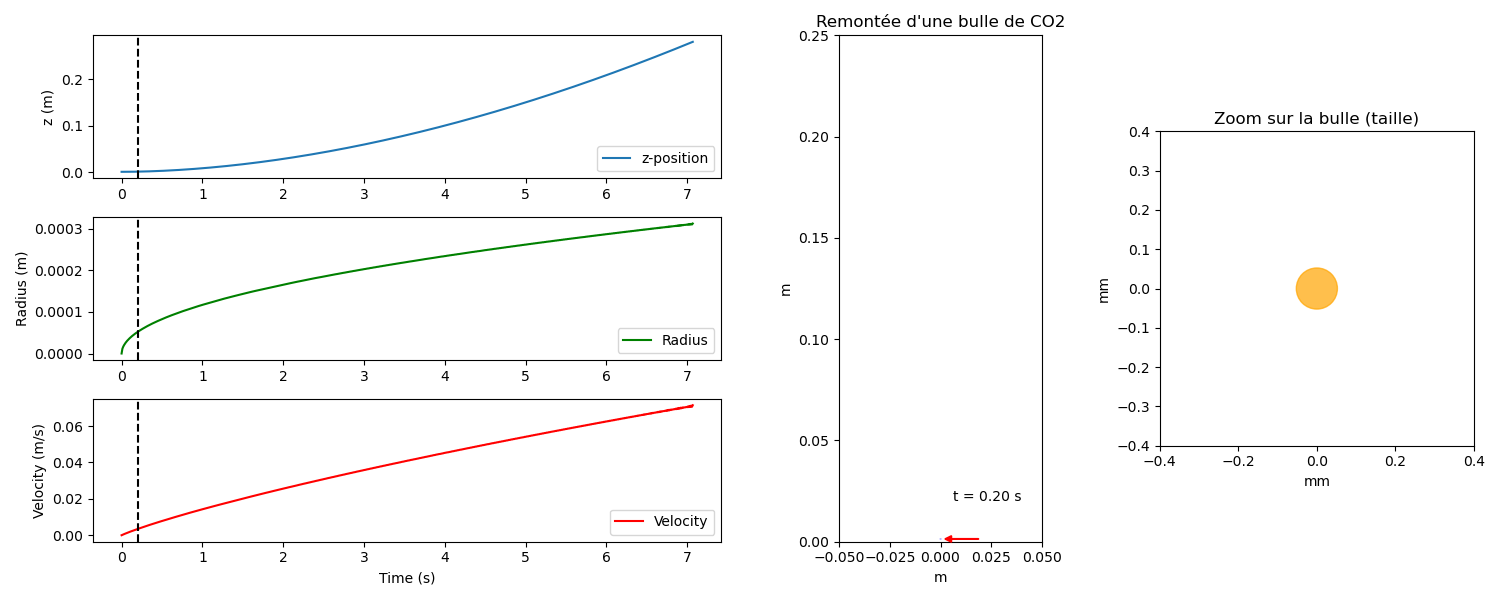 z (m)
0.2
0.1
0.0
z-position
0 1 2 3 4 5 6 7
Radius (m)
0.0003
0.0002
0.0001
0.0000
Radius
0 1 2 3 4 5 6 7
Velocity (m/s)
0.06
0.04
0.02
0.00
Velocity
0 1 2 3 4 5 6 7
Time (s)
Remontée d'une bulle de CO2
0.25
0.20
0.15
m
0.10
0.05
t = 0.20 s
0.00
−0.050 −0.025 0.000 0.025 0.050
m
Zoom sur la bulle (taille)
0.4
0.3
0.2
0.1
mm
0.0
−0.1
−0.2
−0.3
−0.4
−0.4 −0.2 0.0 0.2 0.4
mm